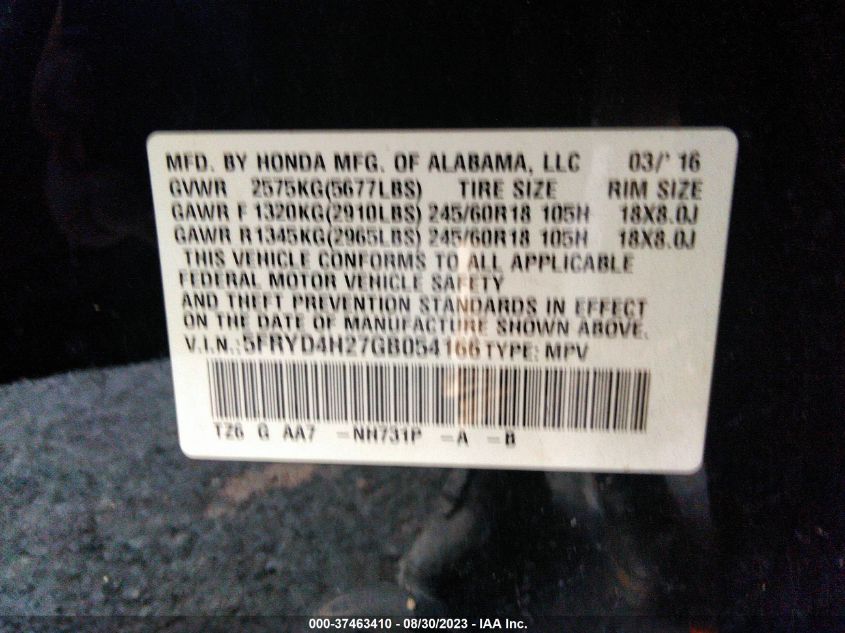 MFD. BY HONDA MFG. OF ALABAMA, LLC 03/'16
GVWR 2575KG(5677LBS) TIRE SIZE RIM SIZE
GAWR F 1320KG(2910LBS) 245/60R18 105H 18X8.0J
GAWR R 1345KG(2965LBS) 245/60R18 105H 18X8.0J
THIS VEHICLE CONFORMS TO ALL APPLICABLE
FEDERAL MOTOR VEHICLE SAFETY
AND THEFT PREVENTION STANDARDS IN EFFECT
ON THE DATE OF MANUFACTURE SHOWN ABOVE.
V.I.N.:5FRYD4H27GB054166 TYPE: MPV
TZ6 G AA7 -NH731P -A -B
000-37463410 - 08/30/2023 - IAA Inc.